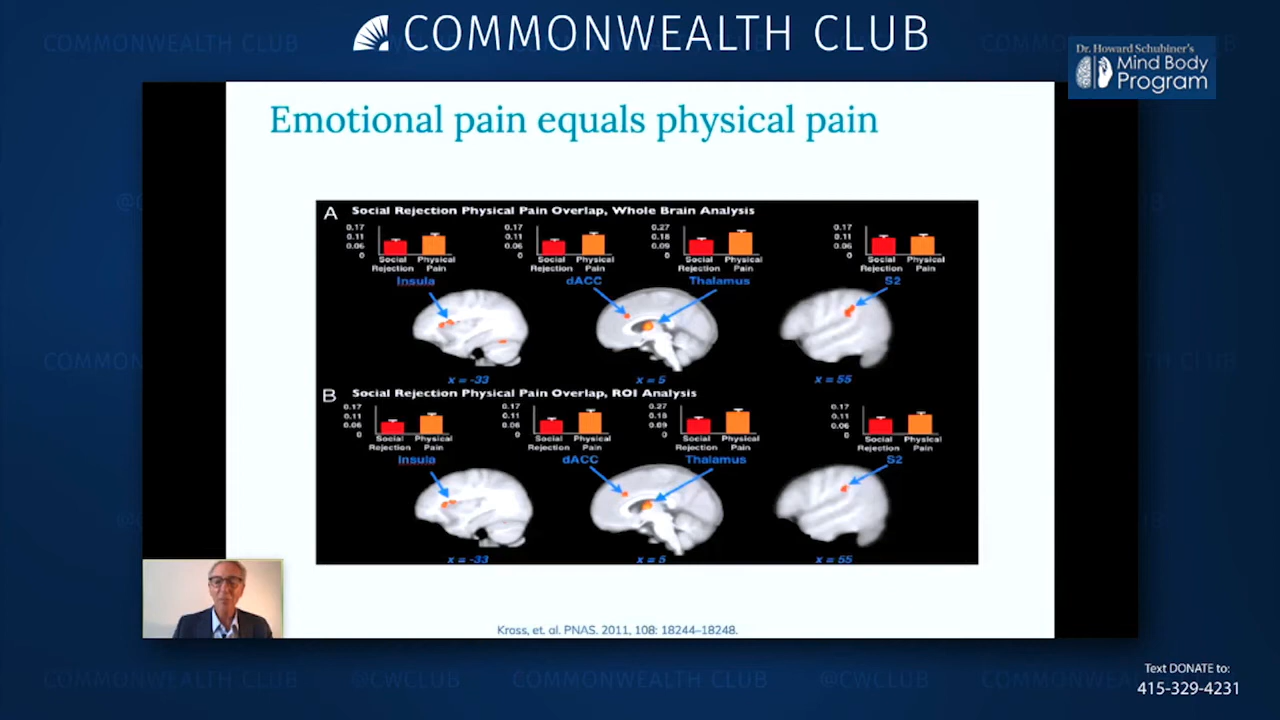 COMMONWEALTH CLUB
Dr. Howard Schubiner's
Mind Body
Program
Emotional pain equals physical pain
A Social Rejection Physical Pain Overlap, Whole Brain Analysis
0.17 0.17 0.27 0.17
0.11 0.11 0.18 0.11
0.06 0.06 0.09 0.06
0 0 0 0
Social Physical Social Physical Social Physical Social Physical
Rejection Pain Rejection Pain Rejection Pain Rejection Pain
Insula dACC Thalamus S2
x = -33 x = 5 x = 55
B Social Rejection Physical Pain Overlap, ROI Analysis
0.17 0.17 0.27 0.17
0.11 0.11 0.18 0.11
0.06 0.06 0.09 0.06
0 0 0 0
Social Physical Social Physical Social Physical Social Physical
Rejection Pain Rejection Pain Rejection Pain Rejection Pain
Insula dACC Thalamus S2
x = -33 x = 5 x = 55
Kross, et. al. PNAS. 2011, 108: 18244–18248.
Text DONATE to:
415-329-4231
COMMONWEALTH CLUB @CWCLUB COMMONWEALTH CLUB @CWCLUB